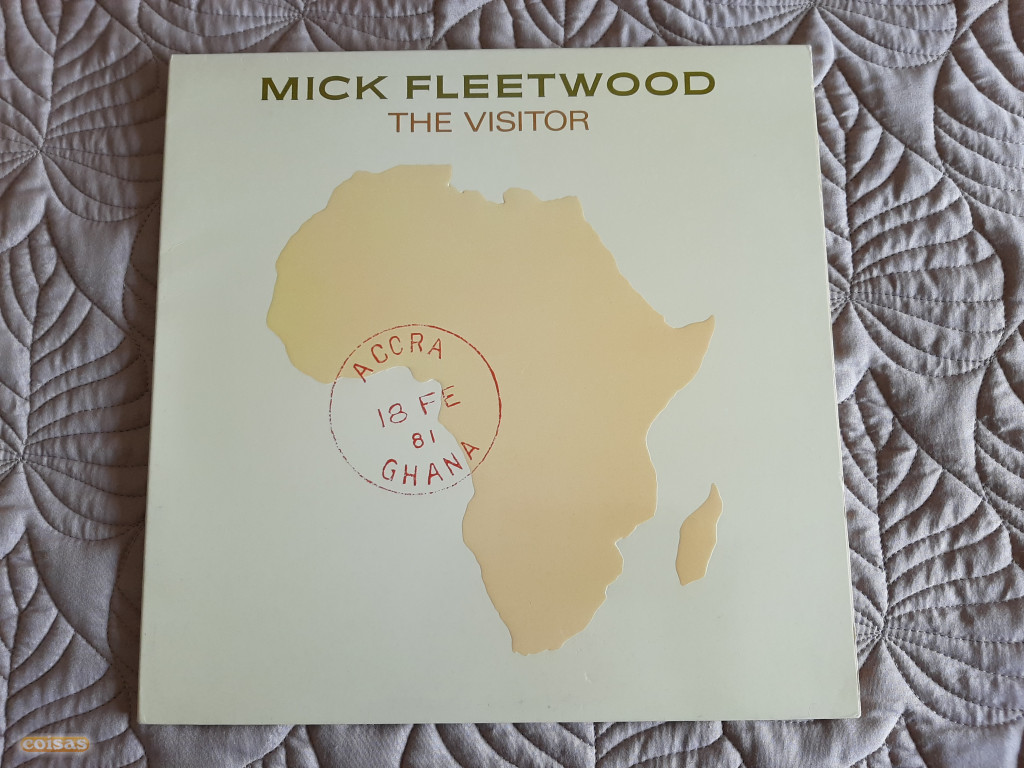 MICK FLEETWOOD
THE VISITOR
ACCRA
18 FE
81
GHANA
coisas